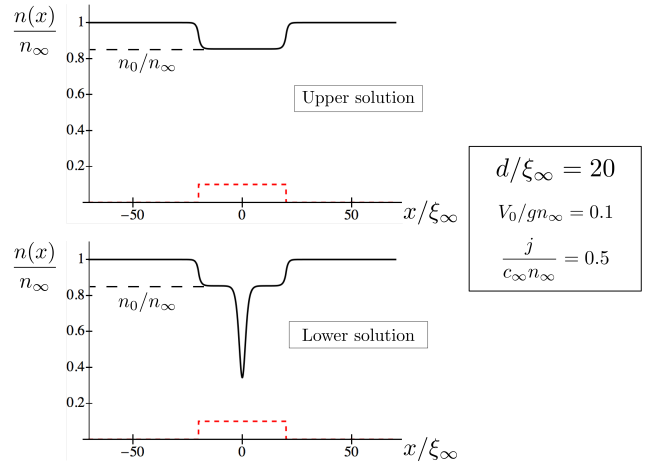 n(x)
n∞
1
0.8
n₀/n∞
0.6
Upper solution
0.4
0.2
−50
0
50
x/ξ∞
d/ξ∞ = 20
V₀/gn∞ = 0.1
j
c∞n∞
= 0.5
n(x)
n∞
1
0.8
n₀/n∞
0.6
Lower solution
0.4
0.2
−50
0
50
x/ξ∞